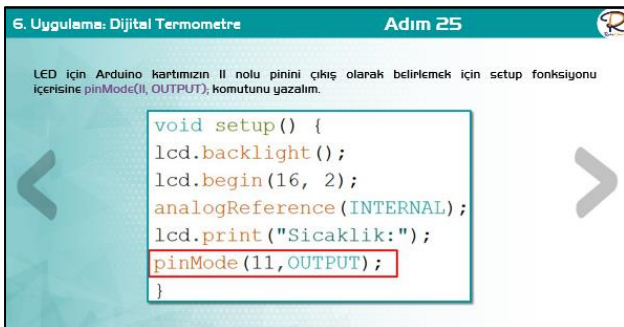 6. Uygulama: Dijital Termometre
Adım 25
LED için Arduino kartımızın 11 nolu pinini çıkış olarak belirlemek için setup fonksiyonu
içerisine pinMode(11, OUTPUT); komutunu yazalım.
void setup() {
lcd.backlight();
lcd.begin(16, 2);
analogReference(INTERNAL);
lcd.print("Sicaklik:");
pinMode(11,OUTPUT);
}